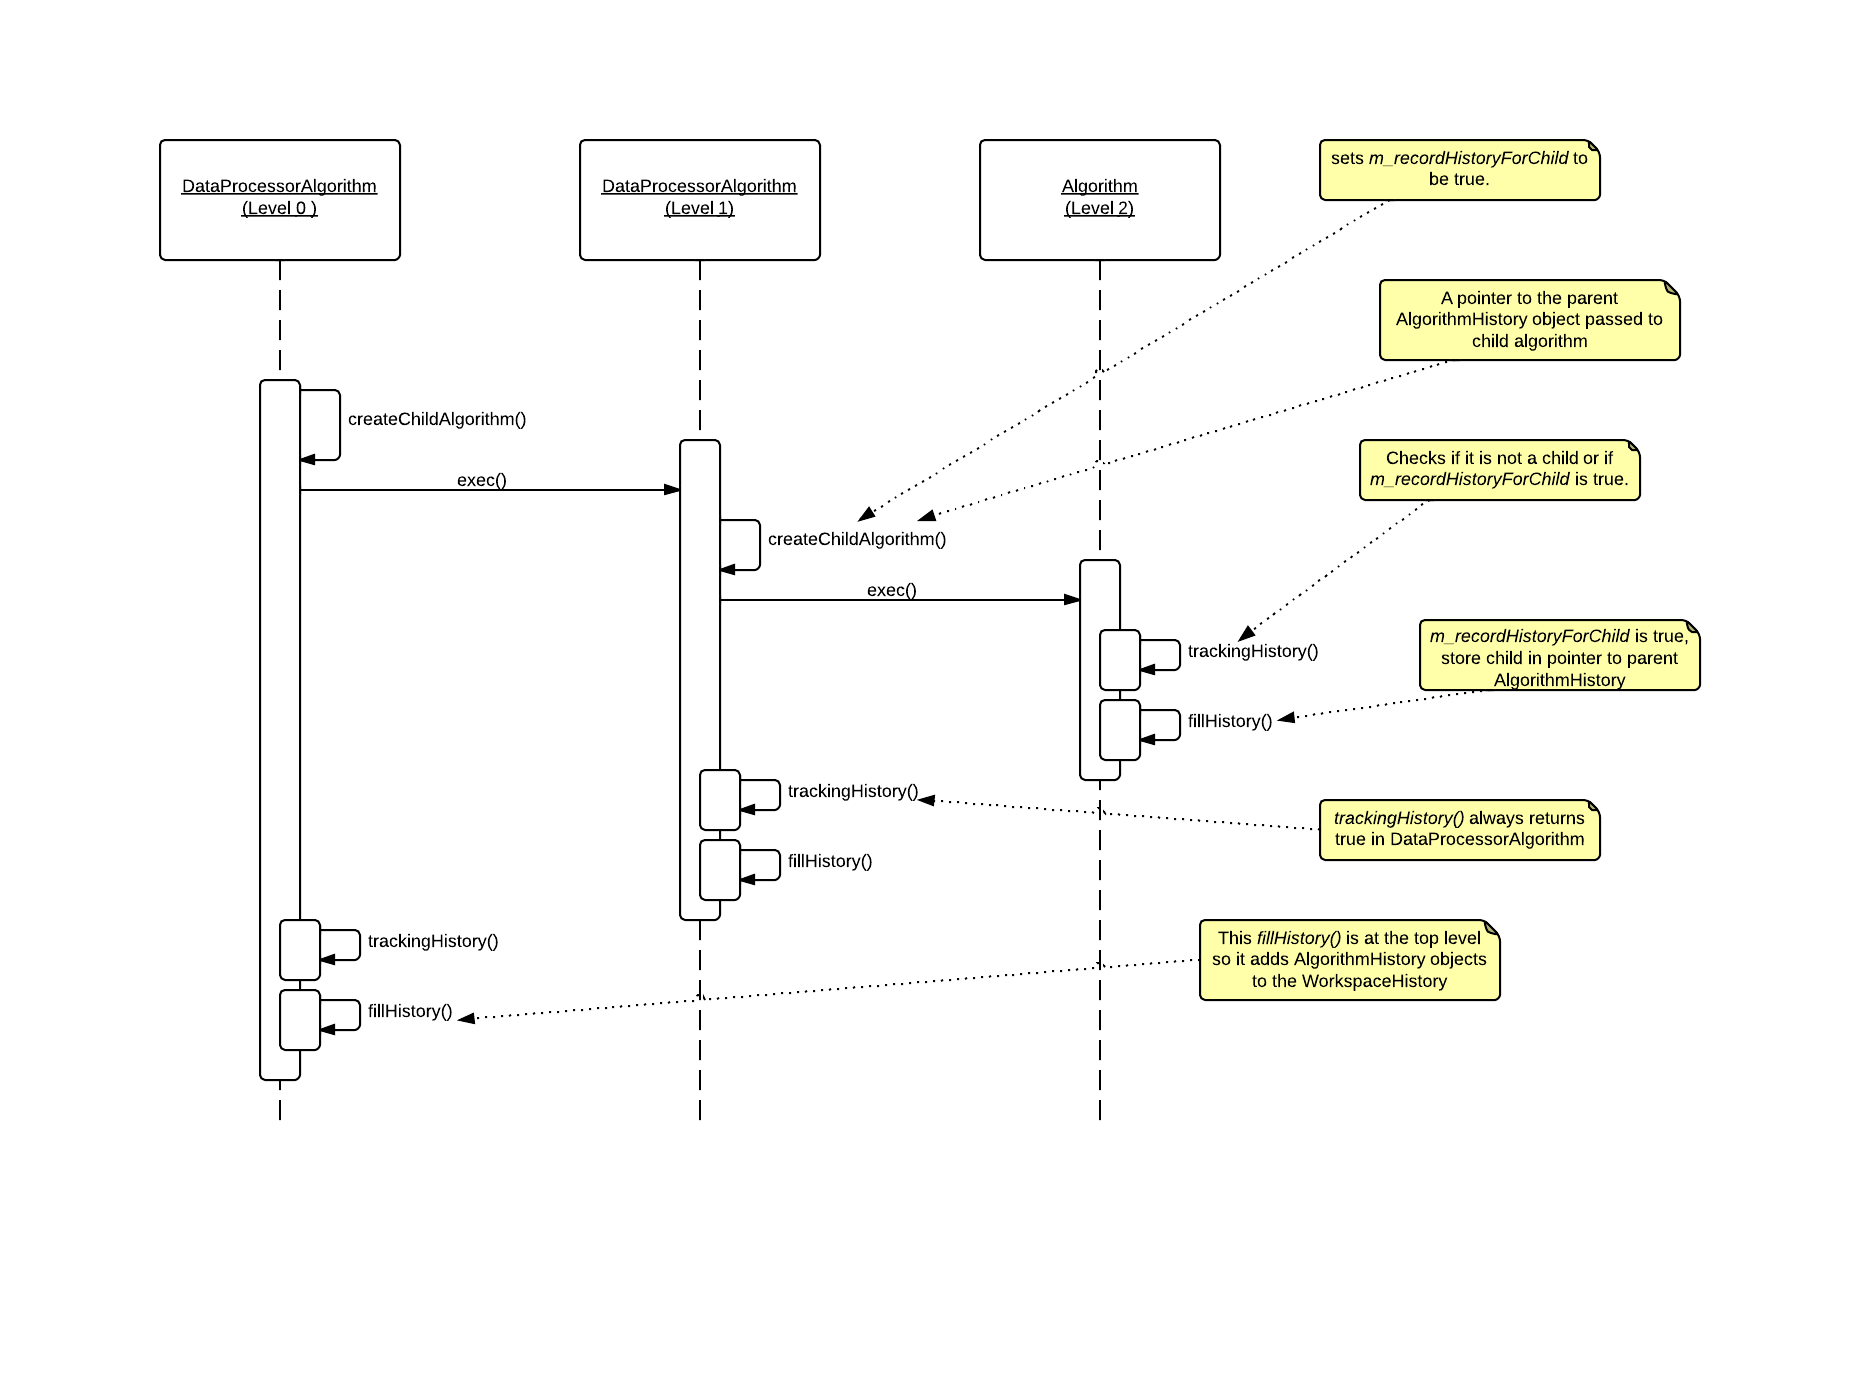 DataProcessorAlgorithm
(Level 0 )
DataProcessorAlgorithm
(Level 1)
Algorithm
(Level 2)
sets m_recordHistoryForChild to
be true.
A pointer to the parent
AlgorithmHistory object passed to
child algorithm
createChildAlgorithm()
exec()
Checks if it is not a child or if
m_recordHistoryForChild is true.
createChildAlgorithm()
exec()
trackingHistory()
m_recordHistoryForChild is true,
store child in pointer to parent
AlgorithmHistory
fillHistory()
trackingHistory()
trackingHistory() always returns
true in DataProcessorAlgorithm
fillHistory()
trackingHistory()
This fillHistory() is at the top level
so it adds AlgorithmHistory objects
to the WorkspaceHistory
fillHistory()